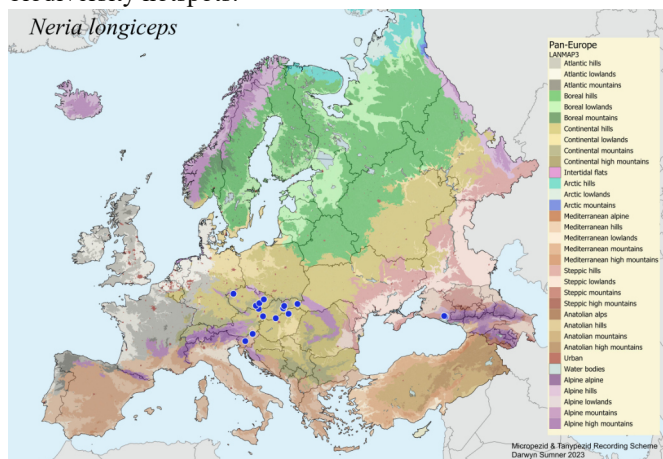 Neria longiceps
Pan-Europe
LANMAP3
Atlantic hills
Atlantic lowlands
Atlantic mountains
Boreal hills
Boreal lowlands
Boreal mountains
Continental hills
Continental lowlands
Continental mountains
Continental high mountains
Intertidal flats
Arctic hills
Arctic lowlands
Arctic mountains
Mediterranean alpine
Mediterranean hills
Mediterranean lowlands
Mediterranean mountains
Mediterranean high mountains
Steppic hills
Steppic lowlands
Steppic mountains
Steppic high mountains
Anatolian alps
Anatolian hills
Anatolian mountains
Anatolian high mountains
Urban
Water bodies
Alpine alpine
Alpine hills
Alpine lowlands
Alpine mountains
Alpine high mountains
Micropezid & Tanypezid Recording Scheme
Darwyn Sumner 2023